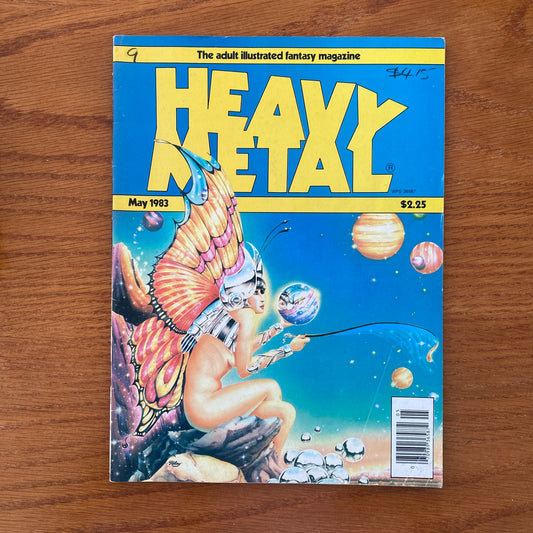 9
The adult illustrated fantasy magazine
$4.15
HEAVY
METAL®
May 1983
$2.25